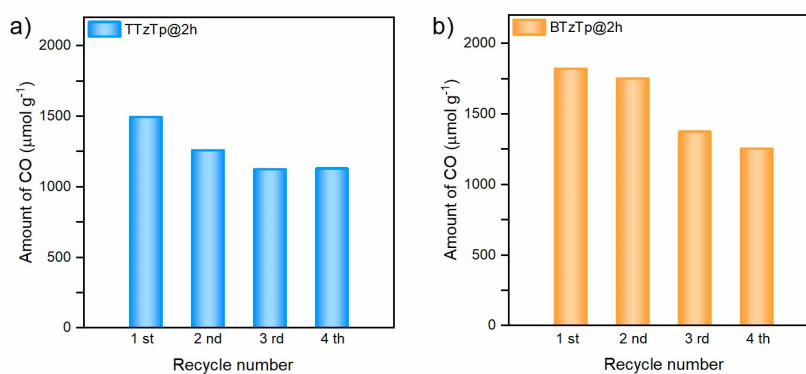 a)
TTzTp@2h
Amount of CO (μmol g⁻¹)
2000
1500
1000
500
0
1 st 2 nd 3 rd 4 th
Recycle number
b)
BTzTp@2h
Amount of CO (μmol g⁻¹)
2000
1500
1000
500
0
1 st 2 nd 3 rd 4 th
Recycle number